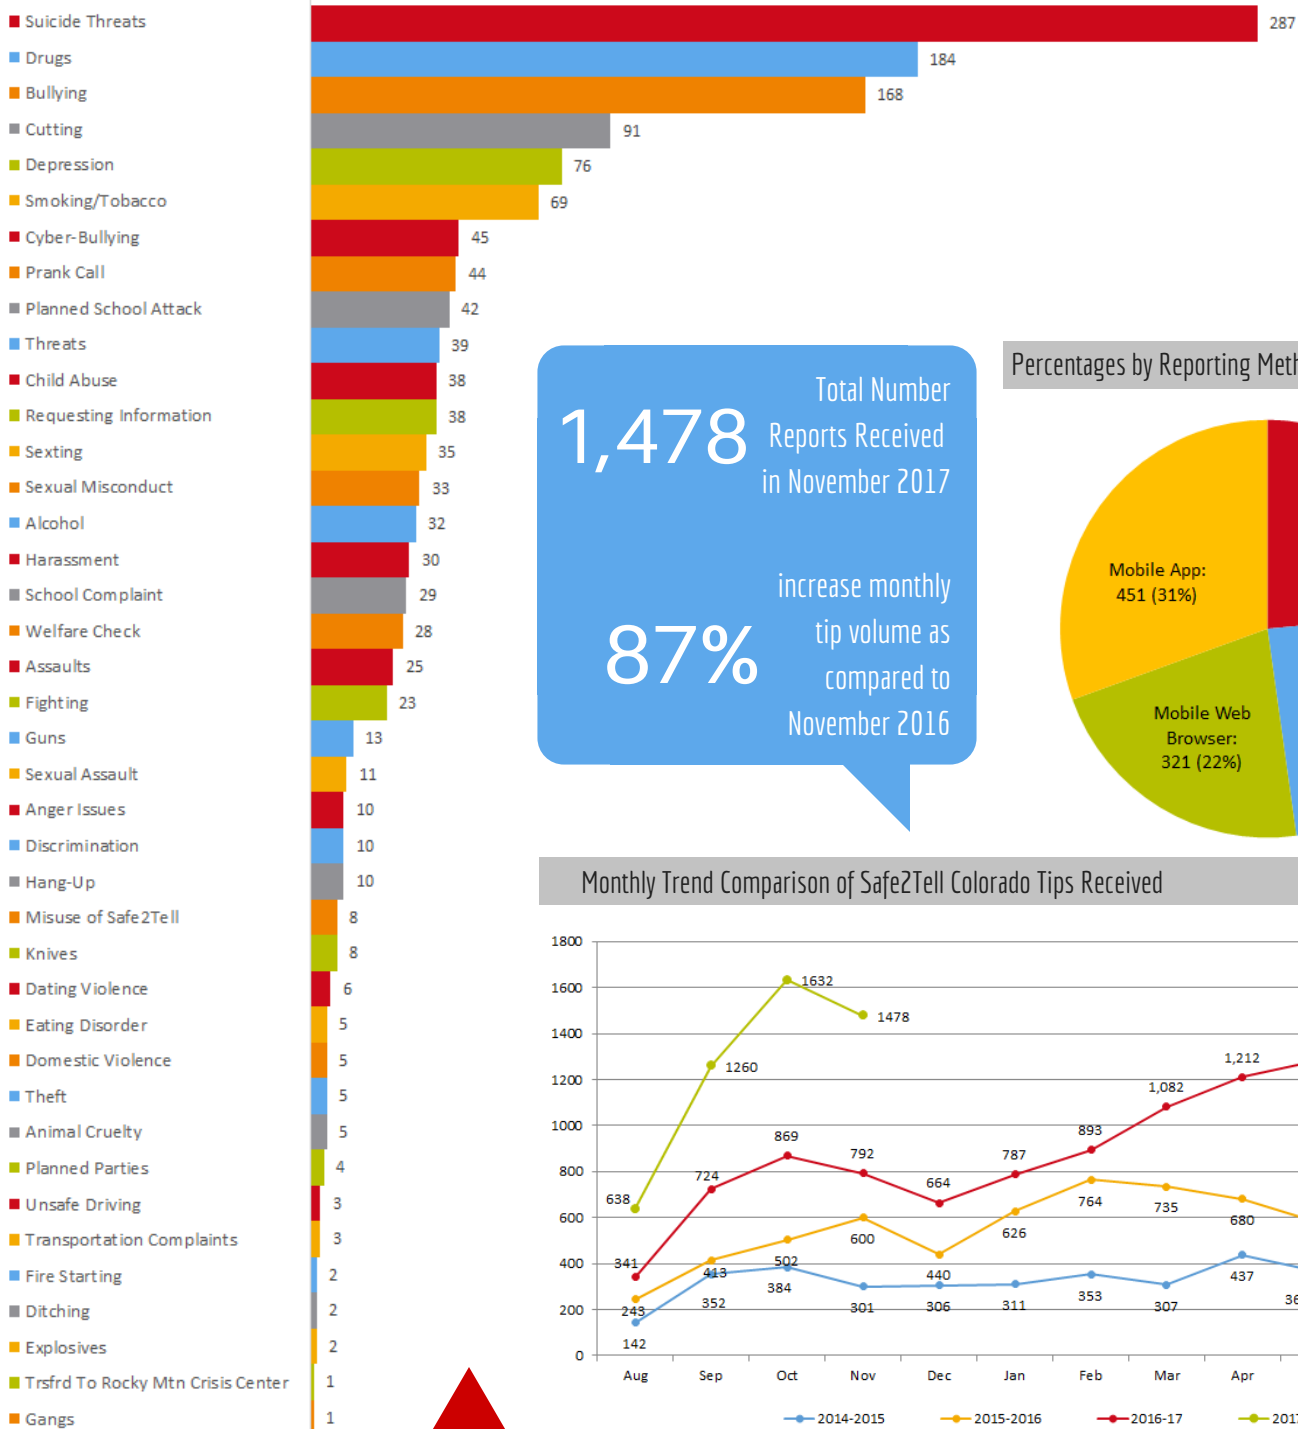 Suicide Threats 287
Drugs 184
Bullying 168
Cutting 91
Depression 76
Smoking/Tobacco 69
Cyber-Bullying 45
Prank Call 44
Planned School Attack 42
Threats 39
Child Abuse 38
Requesting Information 38
Sexting 35
Sexual Misconduct 33
Alcohol 32
Harassment 30
School Complaint 29
Welfare Check 28
Assaults 25
Fighting 23
Guns 13
Sexual Assault 11
Anger Issues 10
Discrimination 10
Hang-Up 10
Misuse of Safe2Tell 8
Knives 8
Dating Violence 6
Eating Disorder 5
Domestic Violence 5
Theft 5
Animal Cruelty 5
Planned Parties 4
Unsafe Driving 3
Transportation Complaints 3
Fire Starting 2
Ditching 2
Explosives 2
Trsfrd To Rocky Mtn Crisis Center 1
Gangs 1
1,478
Total Number
Reports Received
in November 2017
87%
increase monthly
tip volume as
compared to
November 2016
Percentages by Reporting
Mobile App:
451 (31%)
Mobile Web
Browser:
321 (22%)
Monthly Trend Comparison of Safe2Tell Colorado Tips Received
1800
1600
1400
1200
1000
800
600
400
200
0
638 1260 1632 1478
341 724 869 792 664 787 893 1,082 1,212
243 413 502 600 440 626 764 735 680
142 352 384 301 306 311 353 307 437
Aug Sep Oct Nov Dec Jan Feb Mar Apr
2014-2015 2015-2016 2016-17